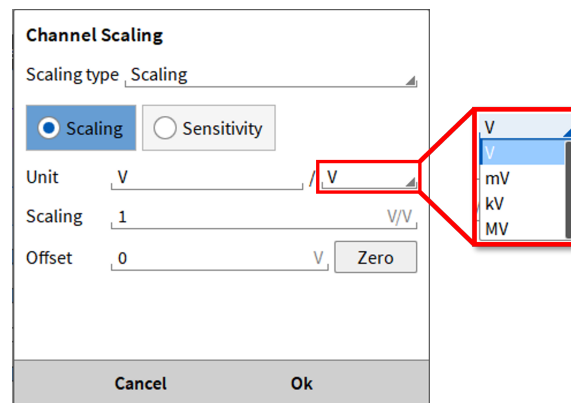 Channel Scaling
Scaling type Scaling
Scaling Sensitivity
Unit V / V
Scaling 1 V/V
Offset 0 V Zero
Cancel Ok
V
V
mV
kV
MV